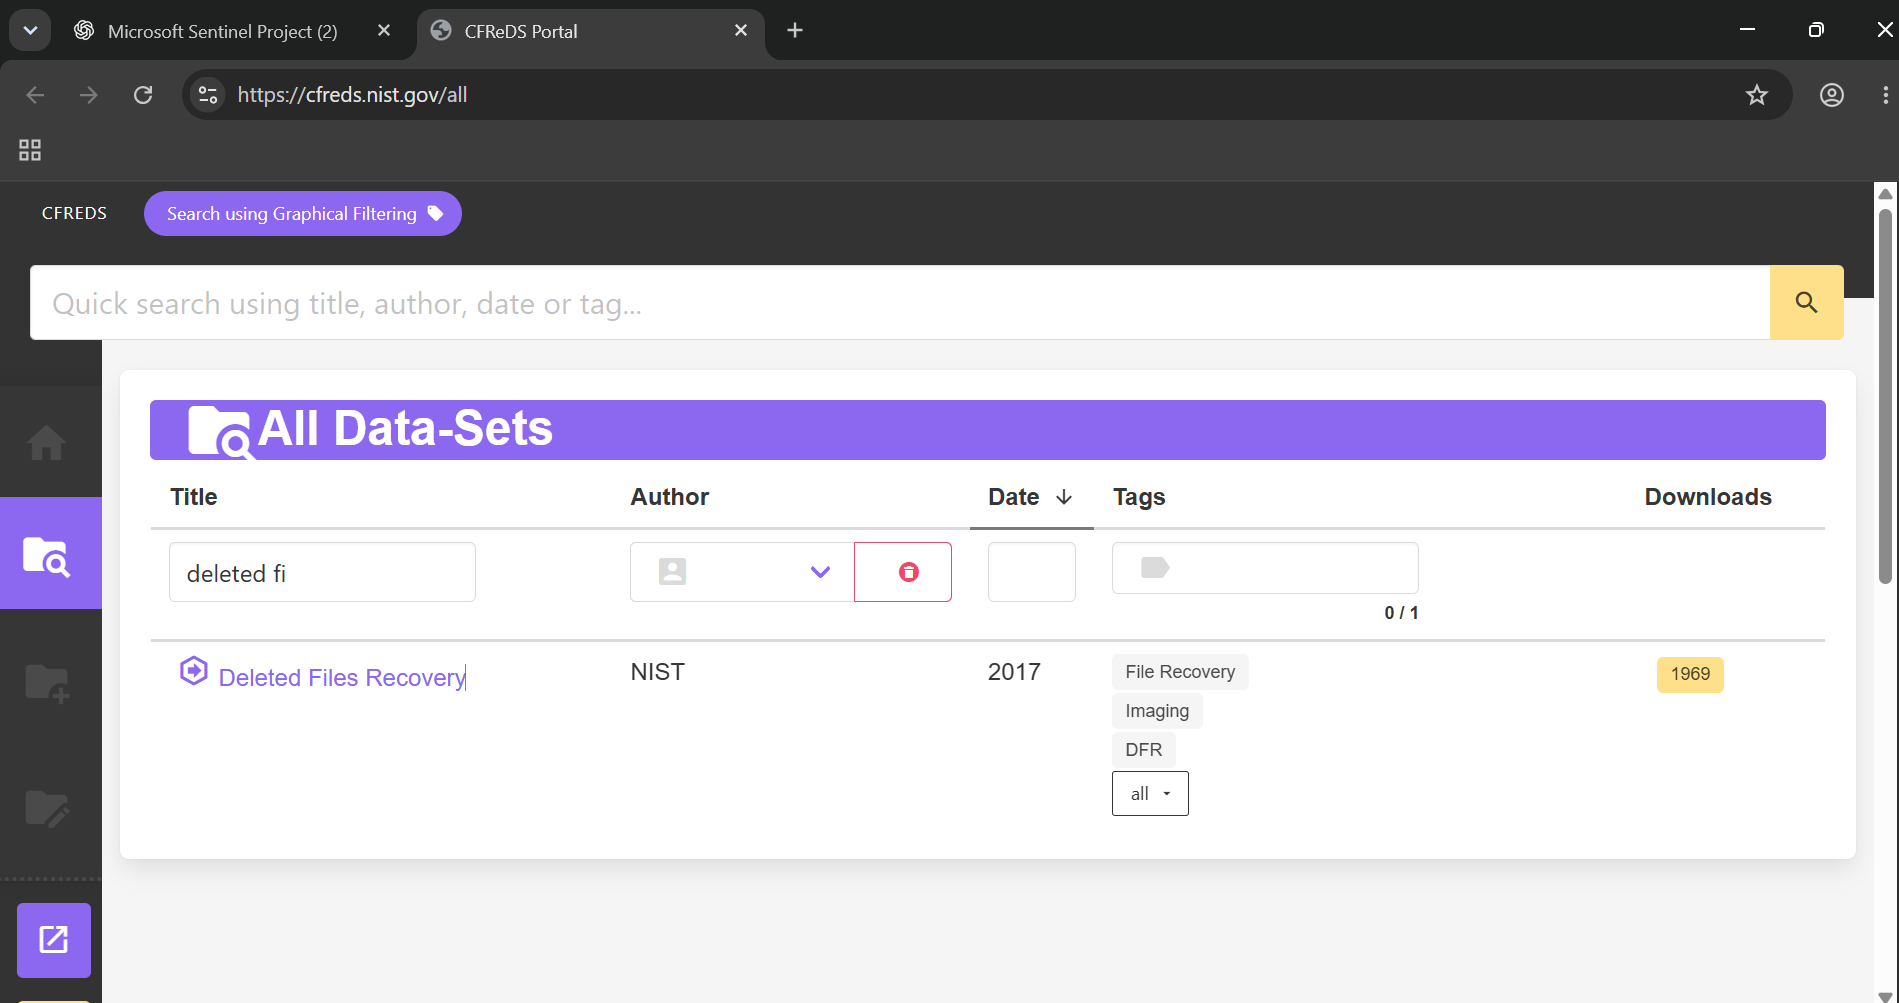 Microsoft Sentinel Project (2)
CFReDS Portal
https://cfreds.nist.gov/all
CFREDS
Search using Graphical Filtering
Quick search using title, author, date or tag...
All Data-Sets
Title Author Date Tags Downloads
deleted fi
0 / 1
Deleted Files Recovery NIST 2017 File Recovery 1969
Imaging
DFR
all